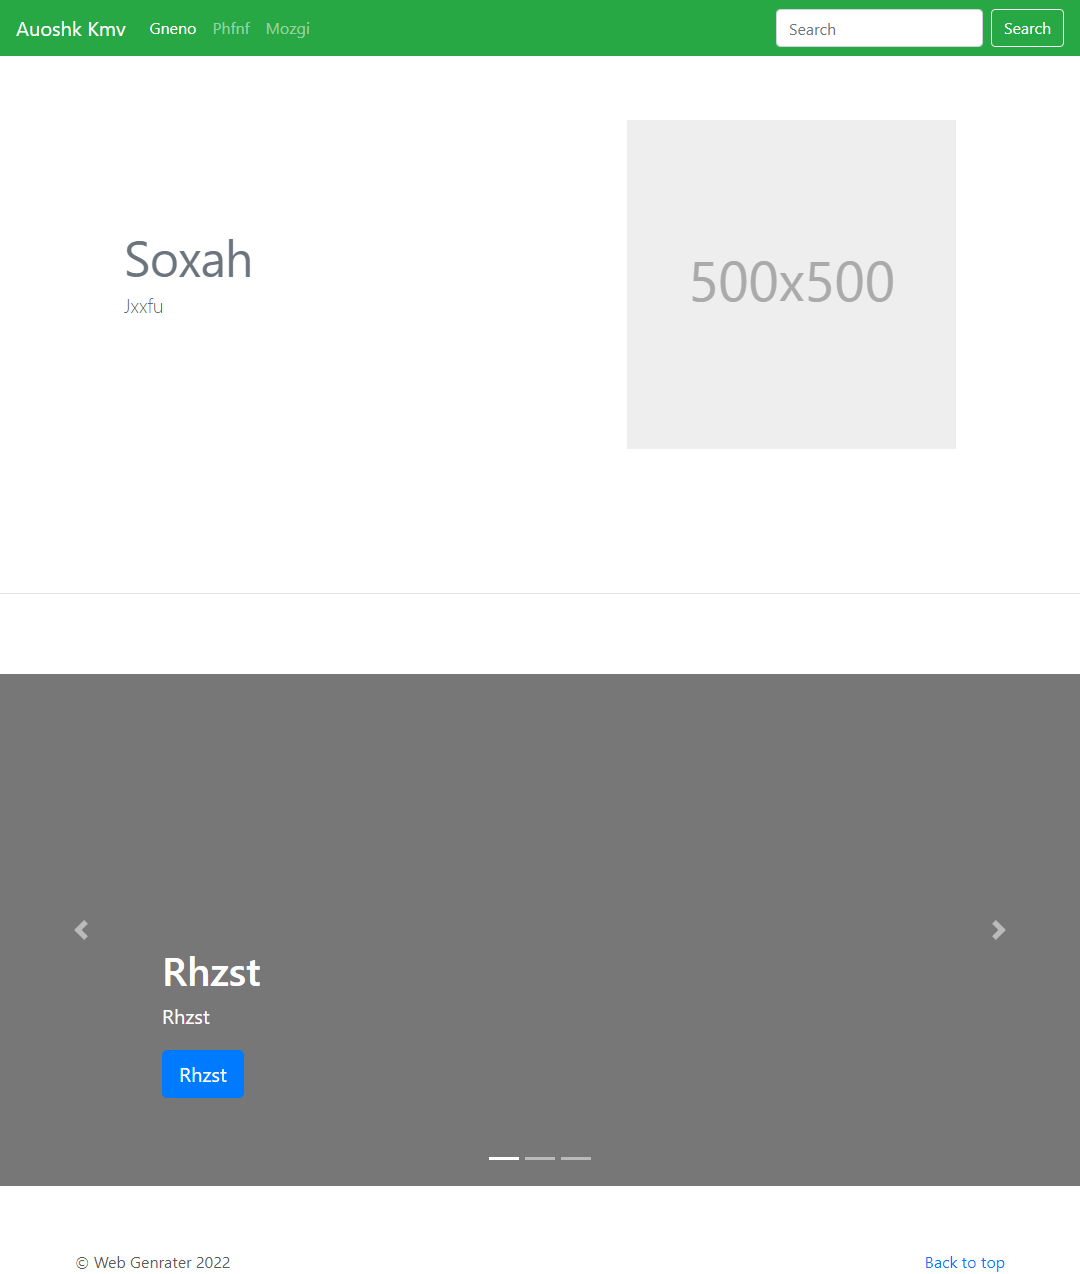 Auoshk Kmv Gneno Phfnf Mozgi Search Search
Soxah
Jxxfu
500x500
Rhzst
Rhzst
Rhzst
© Web Genrater 2022 Back to top